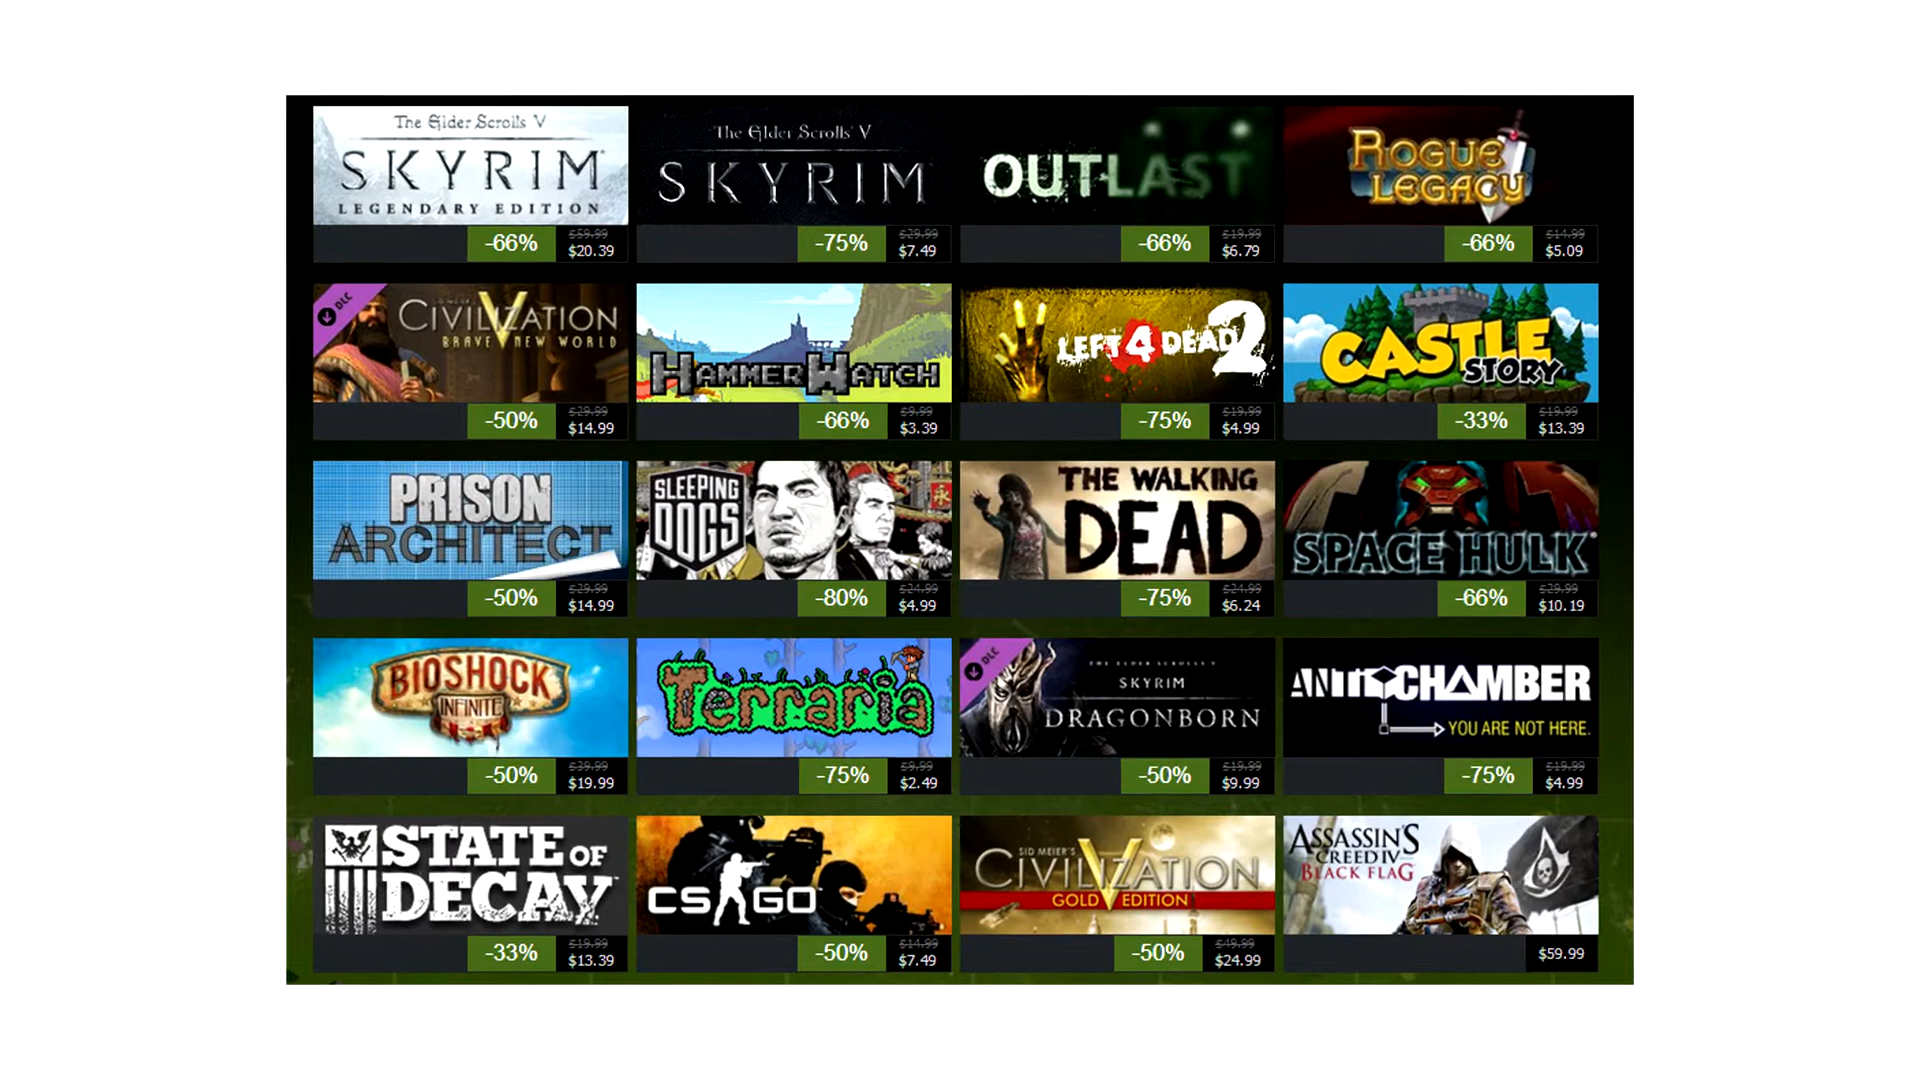 The Elder Scrolls V
SKYRIM
LEGENDARY EDITION
-66%
$59.99
$20.39
The Elder Scrolls V
SKYRIM
-75%
$29.99
$7.49
OUTLAST
-66%
$19.99
$6.79
ROGUE
LEGACY
-66%
$14.99
$5.09
DLC
CIVILIZATION V
BRAVE NEW WORLD
-50%
$29.99
$14.99
HAMMERWATCH
-66%
$9.99
$3.39
LEFT 4 DEAD 2
-75%
$19.99
$4.99
CASTLE
STORY
-33%
$19.99
$13.39
PRISON
ARCHITECT
-50%
$29.99
$14.99
SLEEPING
DOGS
-80%
$24.99
$4.99
THE WALKING
DEAD
-75%
$24.99
$6.24
SPACE HULK
-66%
$29.99
$10.19
BIOSHOCK
INFINITE
-50%
$39.99
$19.99
Terraria
-75%
$9.99
$2.49
DLC
THE ELDER SCROLLS V
SKYRIM
DRAGONBORN
-50%
$19.99
$9.99
ANTICHAMBER
YOU ARE NOT HERE.
-75%
$19.99
$4.99
STATE OF
DECAY
-33%
$19.99
$13.39
CS GO
-50%
$14.99
$7.49
SID MEIER'S
CIVILIZATION V
GOLD EDITION
-50%
$49.99
$24.99
ASSASSIN'S
CREED IV
BLACK FLAG
$59.99